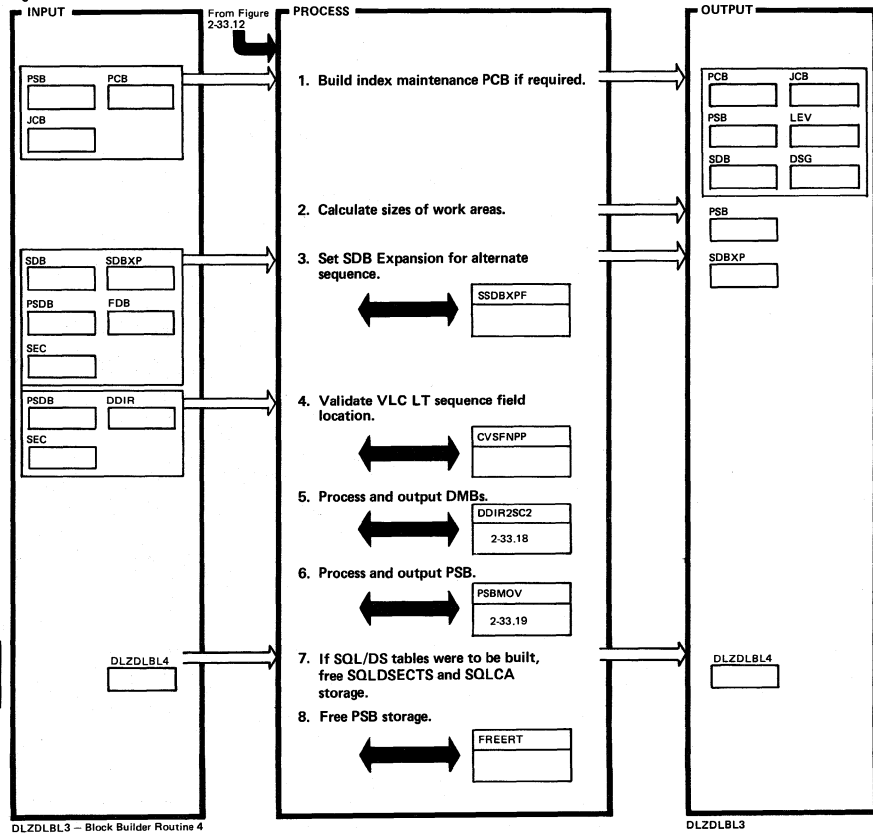 INPUT
From Figure
2-33.12
PROCESS
OUTPUT
PSB PCB
JCB
1. Build index maintenance PCB if required.
PCB JCB
PSB LEV
SDB DSG
2. Calculate sizes of work areas.
PSB
SDB SDBXP
PSDB FDB
SEC
3. Set SDB Expansion for alternate
sequence.
SSDBXPF
SDBXP
PSDB DDIR
SEC
4. Validate VLC LT sequence field
location.
CVSFNPP
5. Process and output DMBs.
DDIR2SC2
2-33.18
6. Process and output PSB.
PSBMOV
2-33.19
DLZDLBL4
7. If SQL/DS tables were to be built,
free SQLDSECTS and SQLCA
storage.
DLZDLBL4
8. Free PSB storage.
FREERT
DLZDLBL3 – Block Builder Routine 4
DLZDLBL3